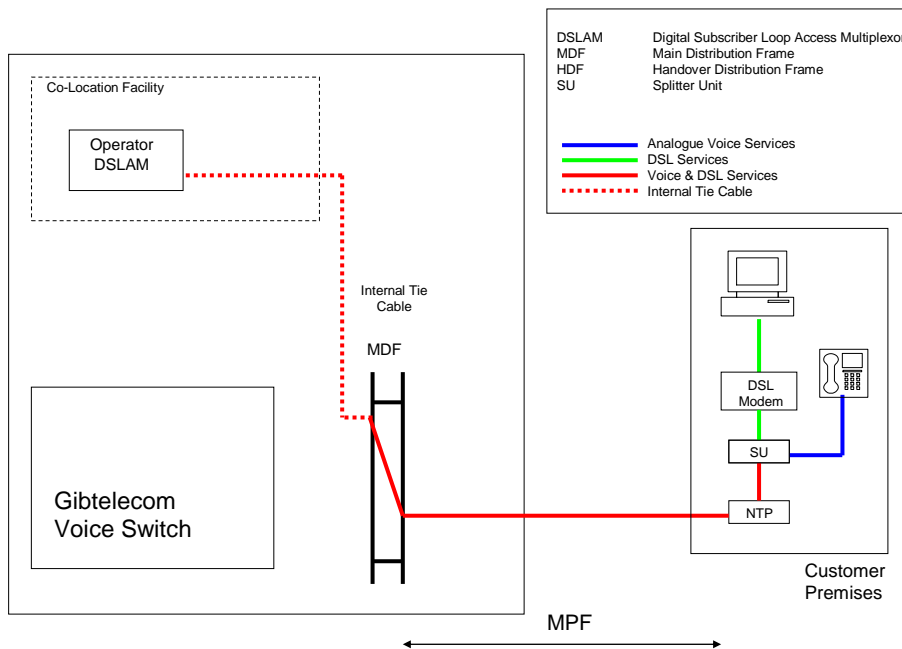 DSLAM Digital Subscriber Loop Access Multiplexor
MDF Main Distribution Frame
HDF Handover Distribution Frame
SU Splitter Unit
Analogue Voice Services
DSL Services
Voice & DSL Services
Internal Tie Cable
Co-Location Facility
Operator
DSLAM
Internal Tie
Cable
MDF
Gibtelecom
Voice Switch
DSL
Modem
SU
NTP
Customer
Premises
MPF